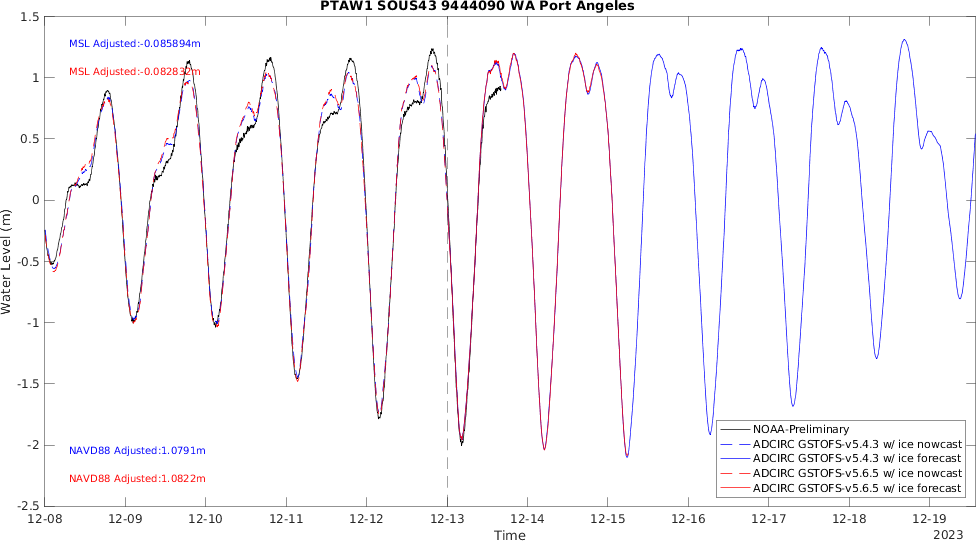 PTAW1 SOUS43 9444090 WA Port Angeles
1.5
MSL Adjusted:-0.085894m
MSL Adjusted:-0.082832m
1
0.5
0
-0.5
-1
-1.5
-2
-2.5
Water Level (m)
NAVD88 Adjusted:1.0791m
NAVD88 Adjusted:1.0822m
NOAA-Preliminary
ADCIRC GSTOFS-v5.4.3 w/ ice nowcast
ADCIRC GSTOFS-v5.4.3 w/ ice forecast
ADCIRC GSTOFS-v5.6.5 w/ ice nowcast
ADCIRC GSTOFS-v5.6.5 w/ ice forecast
12-08 12-09 12-10 12-11 12-12 12-13 12-14 12-15 12-16 12-17 12-18 12-19
Time
2023